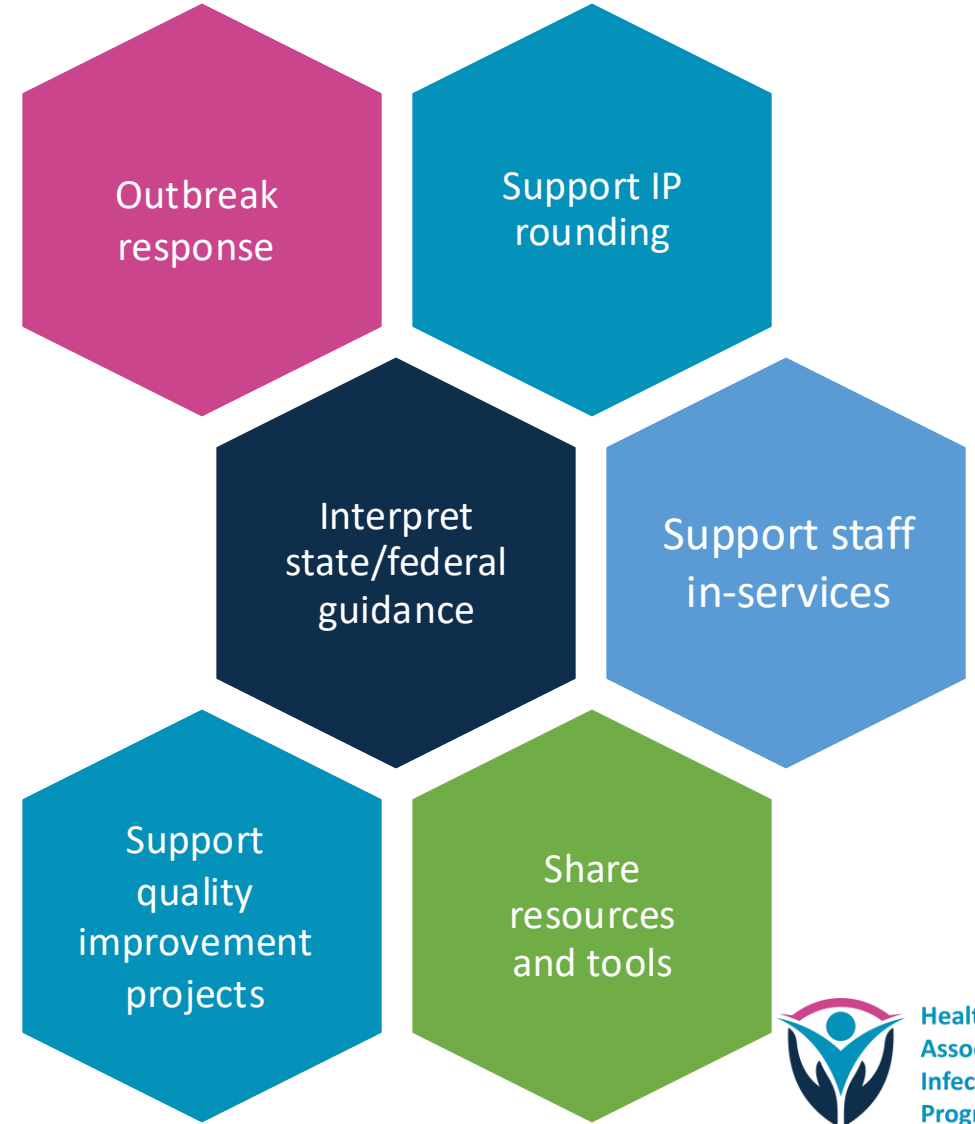 Outbreak
response
Support IP
rounding
Interpret
state/federal
guidance
Support staff
in-services
Support
quality
improvement
projects
Share
resources
and tools